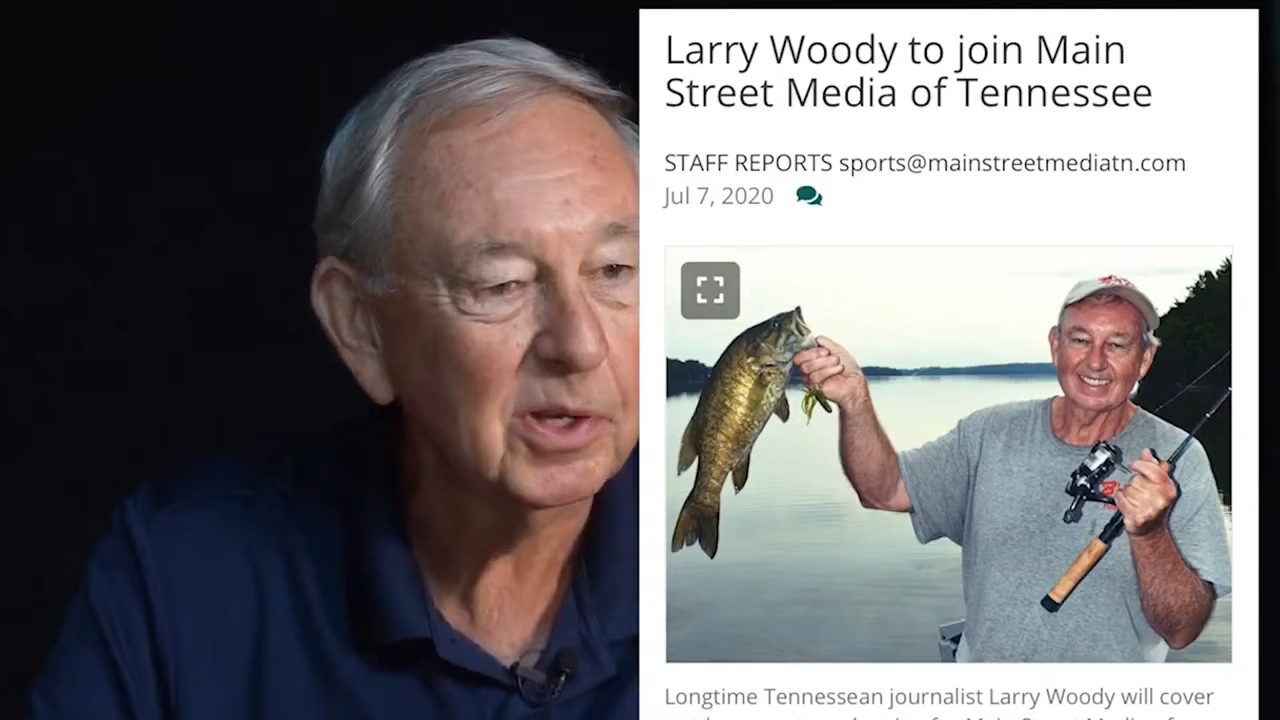 Larry Woody to join Main
Street Media of Tennessee
STAFF REPORTS sports@mainstreetmediatn.com
Jul 7, 2020
Longtime Tennessean journalist Larry Woody will cover